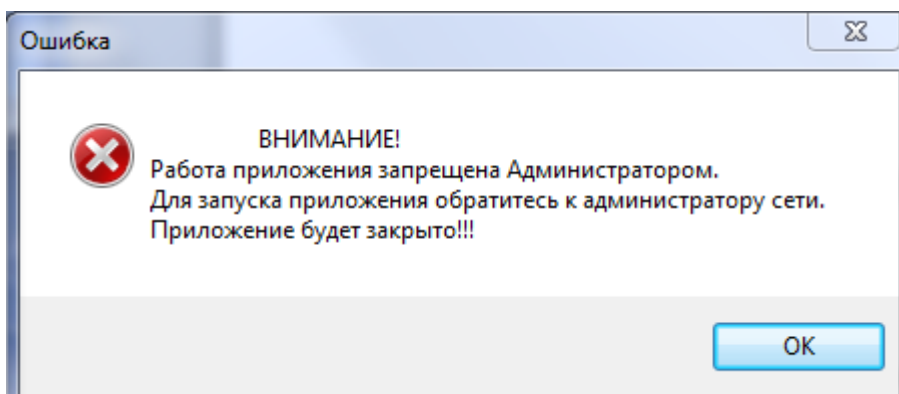 Ошибка
ВНИМАНИЕ!
Работа приложения запрещена Администратором.
Для запуска приложения обратитесь к администратору сети.
Приложение будет закрыто!!!
OK